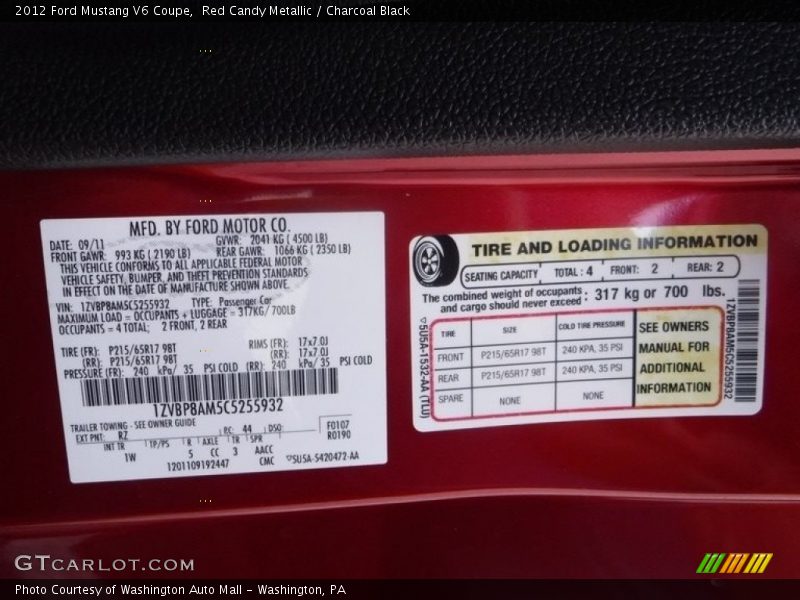 2012 Ford Mustang V6 Coupe,  Red Candy Metallic / Charcoal Black
MFD. BY FORD MOTOR CO.
DATE: 09/11 GVWR: 2041 KG ( 4500 LB)
FRONT GAWR: 993 KG ( 2190 LB) REAR GAWR: 1066 KG ( 2350 LB)
THIS VEHICLE CONFORMS TO ALL APPLICABLE FEDERAL MOTOR
VEHICLE SAFETY, BUMPER, AND THEFT PREVENTION STANDARDS
IN EFFECT ON THE DATE OF MANUFACTURE SHOWN ABOVE.
VIN: 1ZVBP8AM5C5255932 TYPE: Passenger Car
MAXIMUM LOAD = OCCUPANTS + LUGGAGE = 317KG/ 700LB
OCCUPANTS = 4 TOTAL; 2 FRONT, 2 REAR
TIRE (FR): P215/65R17 98T RIMS (FR): 17x7.0J
(RR): P215/65R17 98T (RR): 17x7.0J
PRESSURE (FR): 240 kPa/ 35 PSI COLD (RR): 240 kPa/ 35 PSI COLD
1ZVBP8AM5C5255932
TRAILER TOWING - SEE OWNER GUIDE
EXT PNT: RZ RC: 44 DSO: F0107
R0190
INT TR TP/PS R AXLE TR SPR
1W 5 CC 3 AACC
1201109192447 CMC ▽5U5A-5420472-AA
TIRE AND LOADING INFORMATION
SEATING CAPACITY TOTAL : 4 FRONT: 2 REAR: 2
The combined weight of occupants
and cargo should never exceed : 317 kg or 700 lbs.
TIRE SIZE COLD TIRE PRESSURE
FRONT P215/65R17 98T 240 KPA, 35 PSI
REAR P215/65R17 98T 240 KPA, 35 PSI
SPARE NONE NONE
SEE OWNERS
MANUAL FOR
ADDITIONAL
INFORMATION
▽5U5A-1532-AA (TLU)
1ZVBP8AM5C5255932
GTCARLOT.COM
Photo Courtesy of Washington Auto Mall - Washington, PA